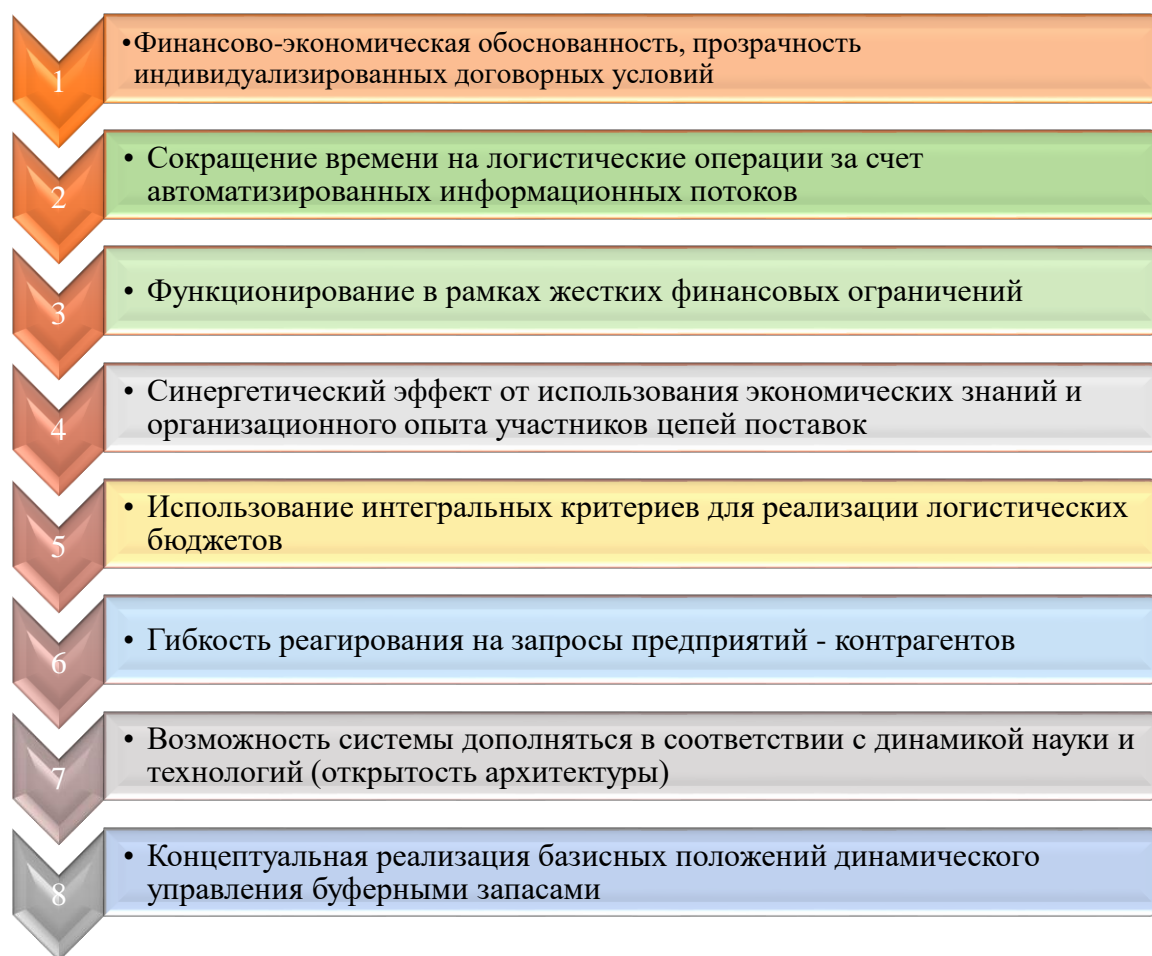 1
•Финансово-экономическая обоснованность, прозрачность
индивидуализированных договорных условий
2
• Сокращение времени на логистические операции за счет
автоматизированных информационных потоков
3
• Функционирование в рамках жестких финансовых ограничений
4
• Синергетический эффект от использования экономических знаний и
организационного опыта участников цепей поставок
5
• Использование интегральных критериев для реализации логистических
бюджетов
6
• Гибкость реагирования на запросы предприятий - контрагентов
7
• Возможность системы дополняться в соответствии с динамикой науки и
технологий (открытость архитектуры)
8
• Концептуальная реализация базисных положений динамического
управления буферными запасами